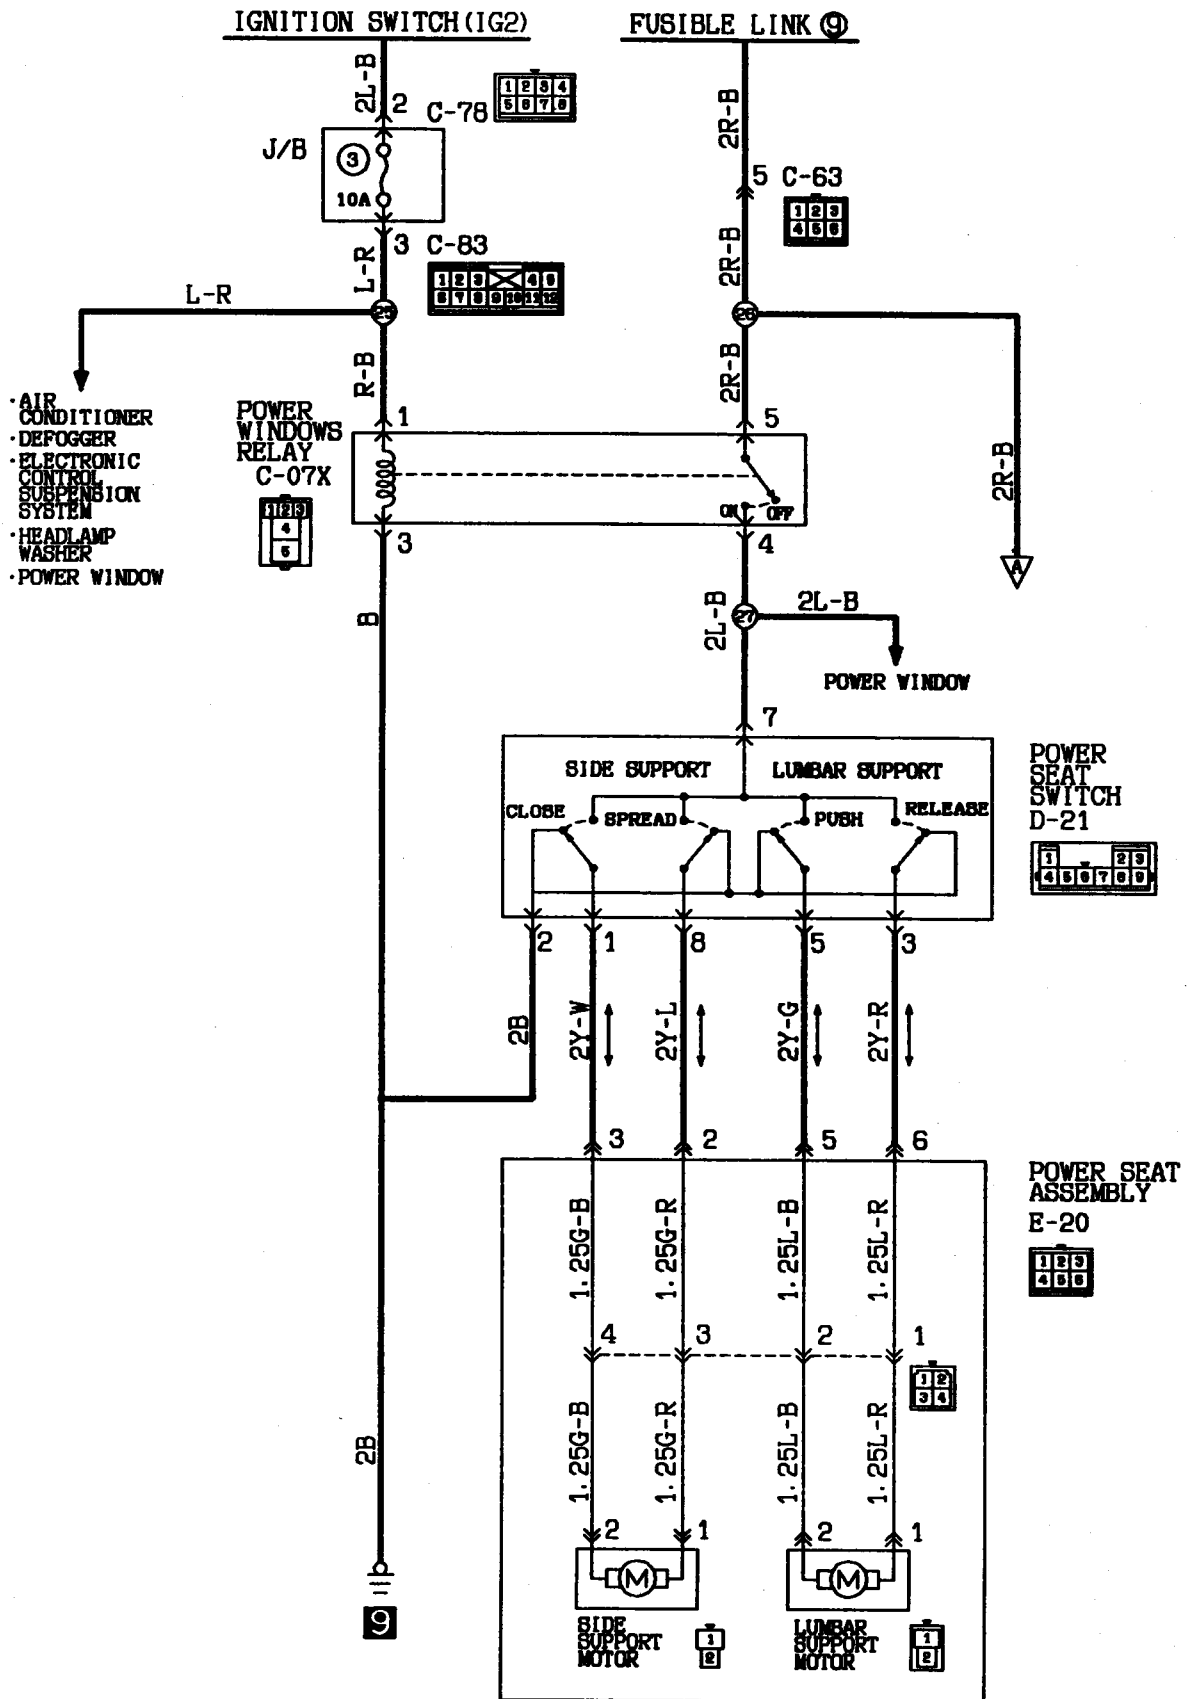 IGNITION SWITCH(IG2)
FUSIBLE LINK 9
2L-B
2
C-78
1 2 3 4
5 6 7 8
J/B
3
10A
3
C-83
1 2 3 4 5
6 7 8 9 10 11 12
L-R
L-R
25
R-B
2R-B
5
C-63
1 2 3
4 5 6
2R-B
26
2R-B
2R-B
A
·AIR
CONDITIONER
·DEFOGGER
·ELECTRONIC
CONTROL
SUSPENSION
SYSTEM
·HEADLAMP
WASHER
·POWER WINDOW
POWER
WINDOWS
RELAY
C-07X
1 2 3
4
5
1
5
ON
OFF
3
4
B
2L-B
27
2L-B
POWER WINDOW
7
SIDE SUPPORT
LUMBAR SUPPORT
CLOSE
SPREAD
PUSH
RELEASE
POWER
SEAT
SWITCH
D-21
1 2 3
4 5 6 7 8 9
2
1
8
5
3
2B
2Y-W
2Y-L
2Y-G
2Y-R
3
2
5
6
POWER SEAT
ASSEMBLY
E-20
1 2 3
4 5 6
1.25G-B
1.25G-R
1.25L-B
1.25L-R
4
3
2
1
1 2
3 4
1.25G-B
1.25G-R
1.25L-B
1.25L-R
2B
2
1
2
1
M
M
9
SIDE
SUPPORT
MOTOR
1
2
LUMBAR
SUPPORT
MOTOR
1
2